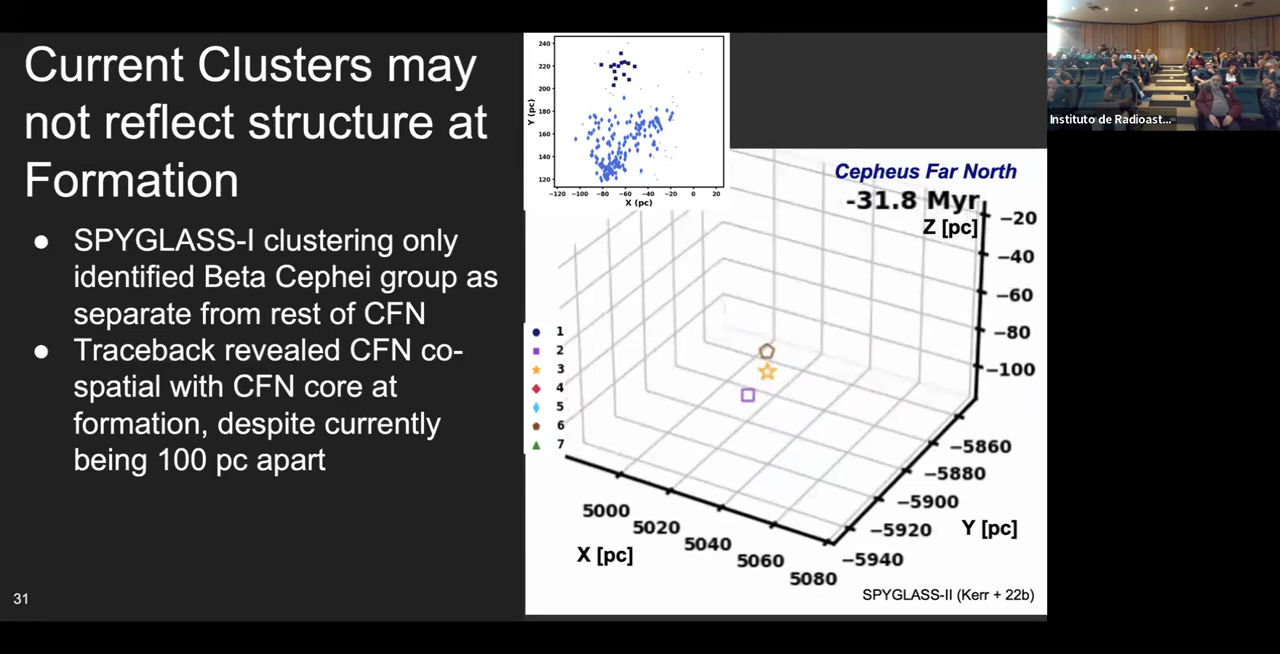 Current Clusters may
not reflect structure at
Formation
● SPYGLASS-I clustering only
identified Beta Cephei group as
separate from rest of CFN
● Traceback revealed CFN co-
spatial with CFN core at
formation, despite currently
being 100 pc apart
31
240
220
200
180
160
140
120
Y (pc)
−120 −100 −80 −60 −40 −20 0 20
X (pc)
Cepheus Far North
-31.8 Myr
Z [pc]
−20
−40
−60
−80
−100
1
2
3
4
5
6
7
5000
5020
5040
5060
5080
X [pc]
−5860
−5880
−5900
−5920
−5940
Y [pc]
SPYGLASS-II (Kerr + 22b)
Instituto de Radioast...